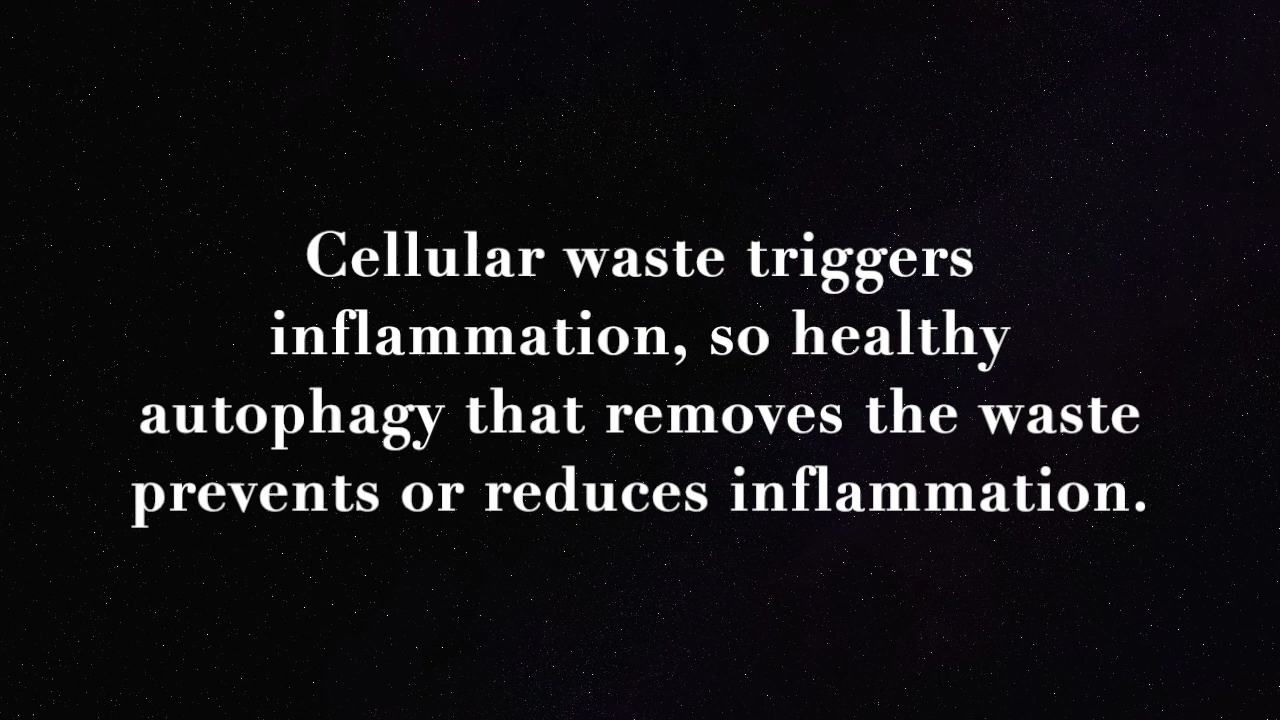 Cellular waste triggers
inflammation, so healthy
autophagy that removes the waste
prevents or reduces inflammation.